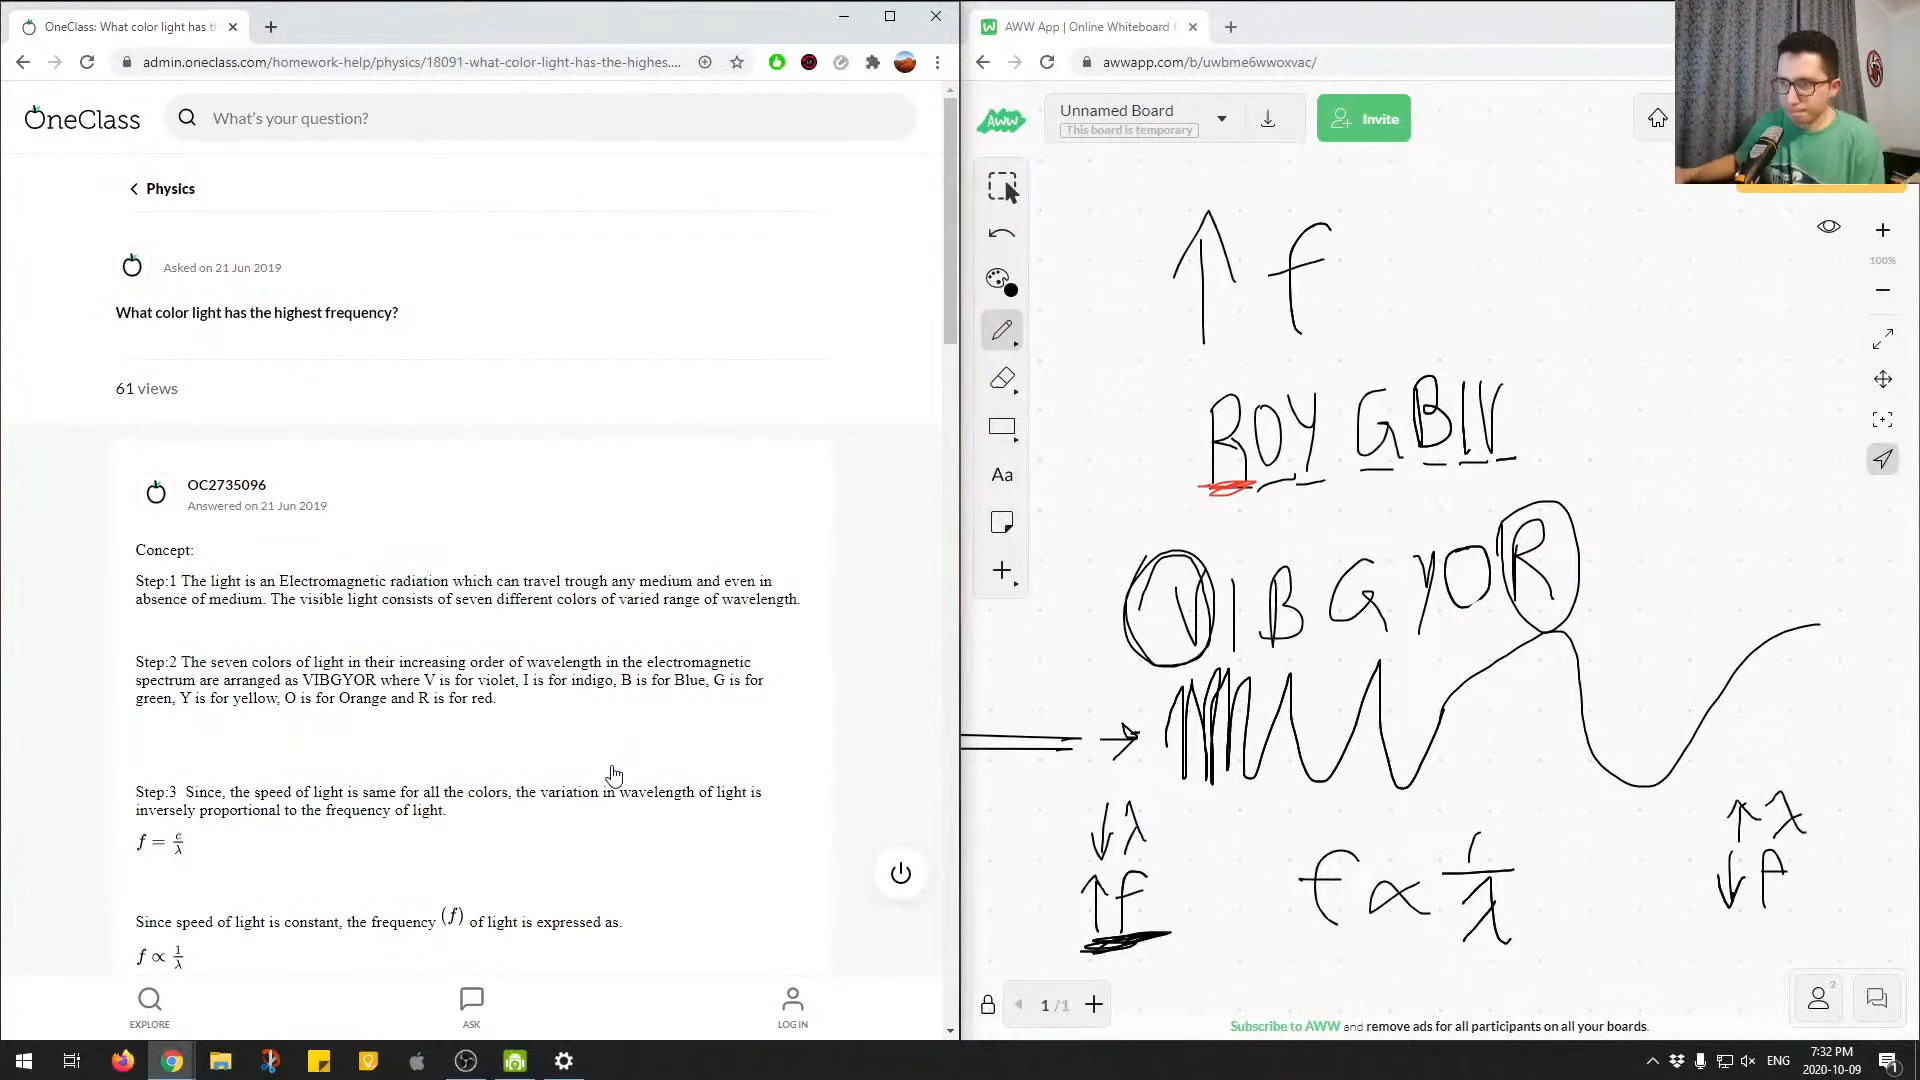 OneClass: What color light has t
admin.oneclass.com/homework-help/physics/18091-what-color-light-has-the-highes....
OneClass
What's your question?
Physics
Asked on 21 Jun 2019
What color light has the highest frequency?
61 views
OC2735096
Answered on 21 Jun 2019
Concept:
Step:1 The light is an Electromagnetic radiation which can travel trough any medium and even in
absence of medium. The visible light consists of seven different colors of varied range of wavelength.
Step:2 The seven colors of light in their increasing order of wavelength in the electromagnetic
spectrum are arranged as VIBGYOR where V is for violet, I is for indigo, B is for Blue, G is for
green, Y is for yellow, O is for Orange and R is for red.
Step:3 Since, the speed of light is same for all the colors, the variation in wavelength of light is
inversely proportional to the frequency of light.
f = c/λ
Since speed of light is constant, the frequency (f) of light is expressed as.
f ∝ 1/λ
EXPLORE
ASK
LOG IN
AWW App | Online Whiteboard f
awwapp.com/b/uwbme6wwoxvac/
AWW
Unnamed Board
This board is temporary
Invite
100%
Aa
↑ f
ROY GBIV
VIBGYOR
↓λ
↑f
f ∝ 1/λ
↑λ
↓f
1 /1
2
Subscribe to AWW and remove ads for all participants on all your boards.
ENG
7:32 PM
2020-10-09
1